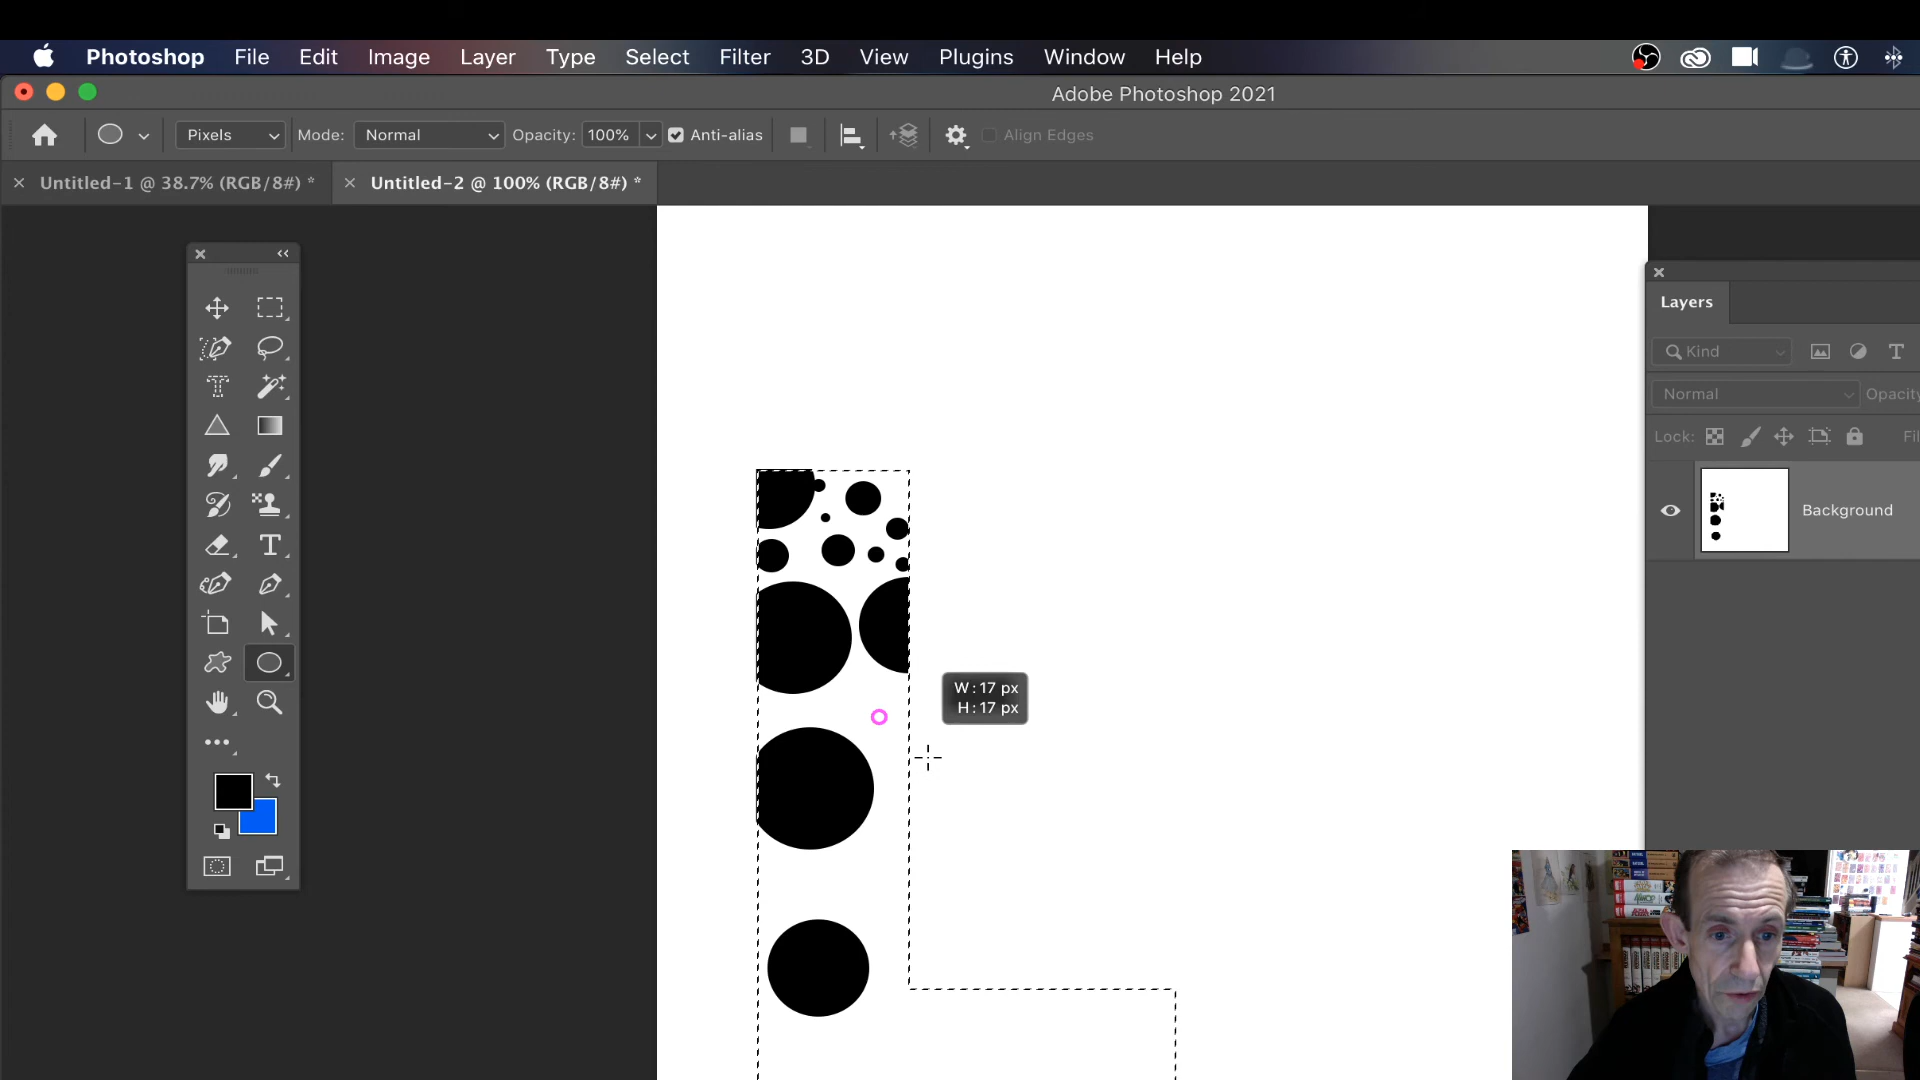 Photoshop File Edit Image Layer Type Select Filter 3D View Plugins Window Help
Adobe Photoshop 2021
Pixels Mode: Normal Opacity: 100% Anti-alias Align Edges
Untitled-1 @ 38.7% (RGB/8#) * Untitled-2 @ 100% (RGB/8#) *
Layers
Kind
Normal Opacity
Lock: Fil
Background
W: 17 px
H: 17 px